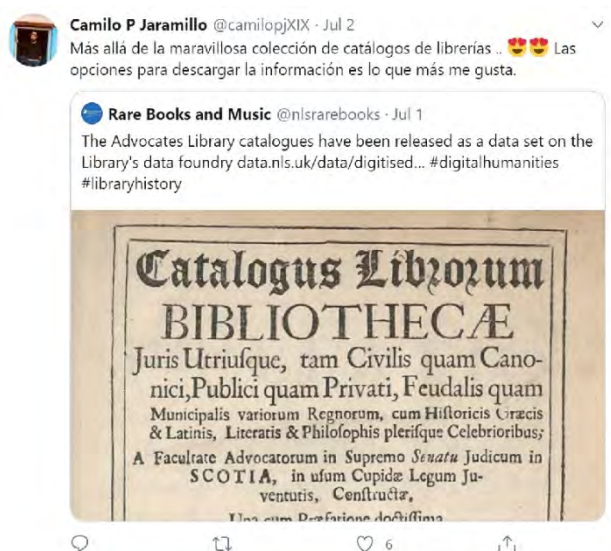 Camilo P Jaramillo @camilopjXIX · Jul 2
Más allá de la maravillosa colección de catálogos de librerías .. 😍😍 Las
opciones para descargar la información es lo que más me gusta.
Rare Books and Music @nlsrarebooks · Jul 1
The Advocates Library catalogues have been released as a data set on the
Library's data foundry data.nls.uk/data/digitised... #digitalhumanities
#libraryhistory
Catalogus Librorum
BIBLIOTHECÆ
Juris Utriuſque, tam Civilis quam Cano-
nici, Publici quam Privati, Feudalis quam
Municipalis variorum Regnorum, cum Hiſtoricis Græcis
& Latinis, Literatis & Philoſophis pleriſque Celebrioribus;
A Facultate Advocatorum in Supremo Senatu Judicum in
SCOTIA, in uſum Cupidæ Legum Ju-
ventutis, Conſtructæ,
Una cum Præfatione doctiſſima
6